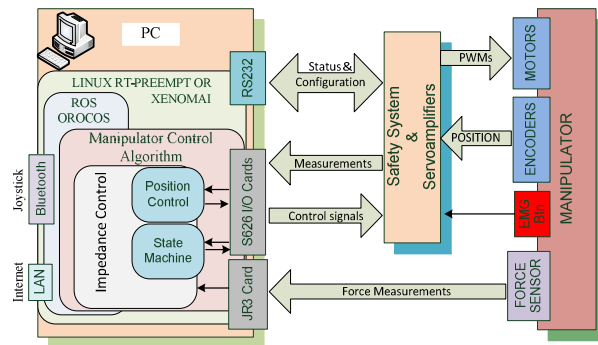 PC
LINUX RT-PREEMPT OR
XENOMAI
ROS
OROCOS
Manipulator Control
Algorithm
Impedance Control
Position
Control
State
Machine
Joystick
Bluetooth
Internet
LAN
RS232
S626 I/O Cards
JR3 Card
Status &
Configuration
Measurements
Control signals
Force Measurements
Safety System
&
Servoamplifiers
PWMs
POSITION
MOTORS
ENCODERS
EMG
Btn
FORCE
SENSOR
MANIPULATOR